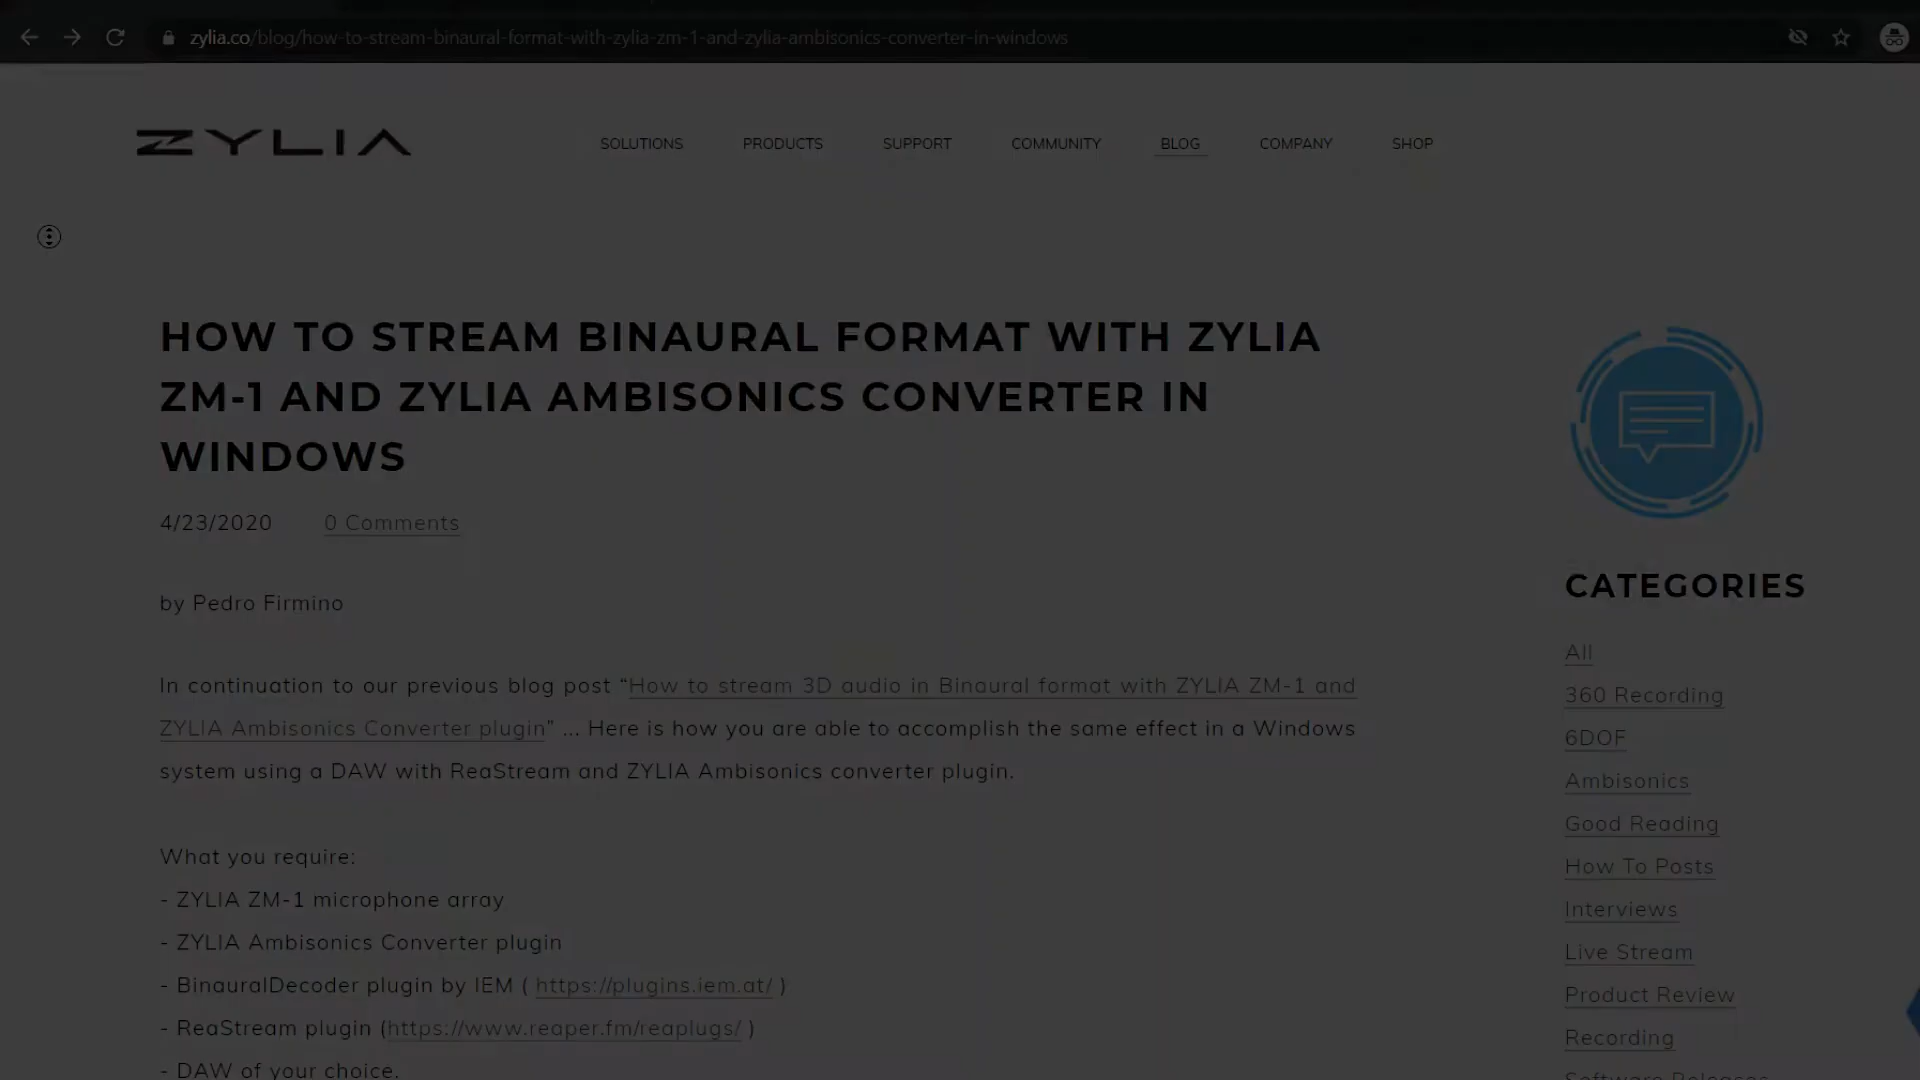 zylia.co/blog/how-to-stream-binaural-format-with-zylia-zm-1-and-zylia-ambisonics-converter-in-windows
ZYLIA
SOLUTIONS PRODUCTS SUPPORT COMMUNITY BLOG COMPANY SHOP
HOW TO STREAM BINAURAL FORMAT WITH ZYLIA
ZM-1 AND ZYLIA AMBISONICS CONVERTER IN
WINDOWS
4/23/2020 0 Comments
by Pedro Firmino
In continuation to our previous blog post “How to stream 3D audio in Binaural format with ZYLIA ZM-1 and
ZYLIA Ambisonics Converter plugin” ... Here is how you are able to accomplish the same effect in a Windows
system using a DAW with ReaStream and ZYLIA Ambisonics converter plugin.
What you require:
- ZYLIA ZM-1 microphone array
- ZYLIA Ambisonics Converter plugin
- BinauralDecoder plugin by IEM ( https://plugins.iem.at/ )
- ReaStream plugin (https://www.reaper.fm/reaplugs/ )
- DAW of your choice.
CATEGORIES
All
360 Recording
6DOF
Ambisonics
Good Reading
How To Posts
Interviews
Live Stream
Product Review
Recording
Software Releases